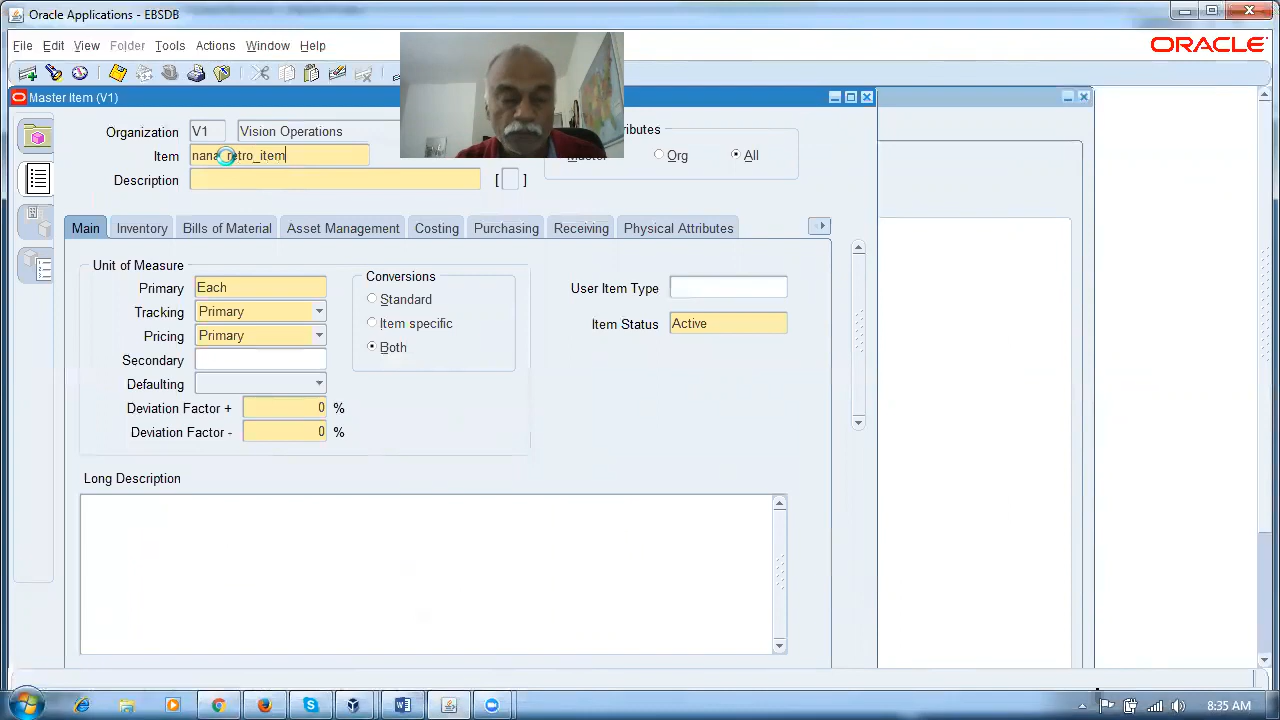 Oracle Applications - EBSDB
File Edit View Folder Tools Actions Window Help
ORACLE
Master Item (V1)
Organization V1 Vision Operations
Item nana_retro_item
Description [ ]
Master Org All
Main Inventory Bills of Material Asset Management Costing Purchasing Receiving Physical Attributes
Unit of Measure
Primary Each
Tracking Primary
Pricing Primary
Secondary
Defaulting
Deviation Factor + 0 %
Deviation Factor - 0 %
Conversions
Standard
Item specific
Both
User Item Type
Item Status Active
Long Description
8:35 AM